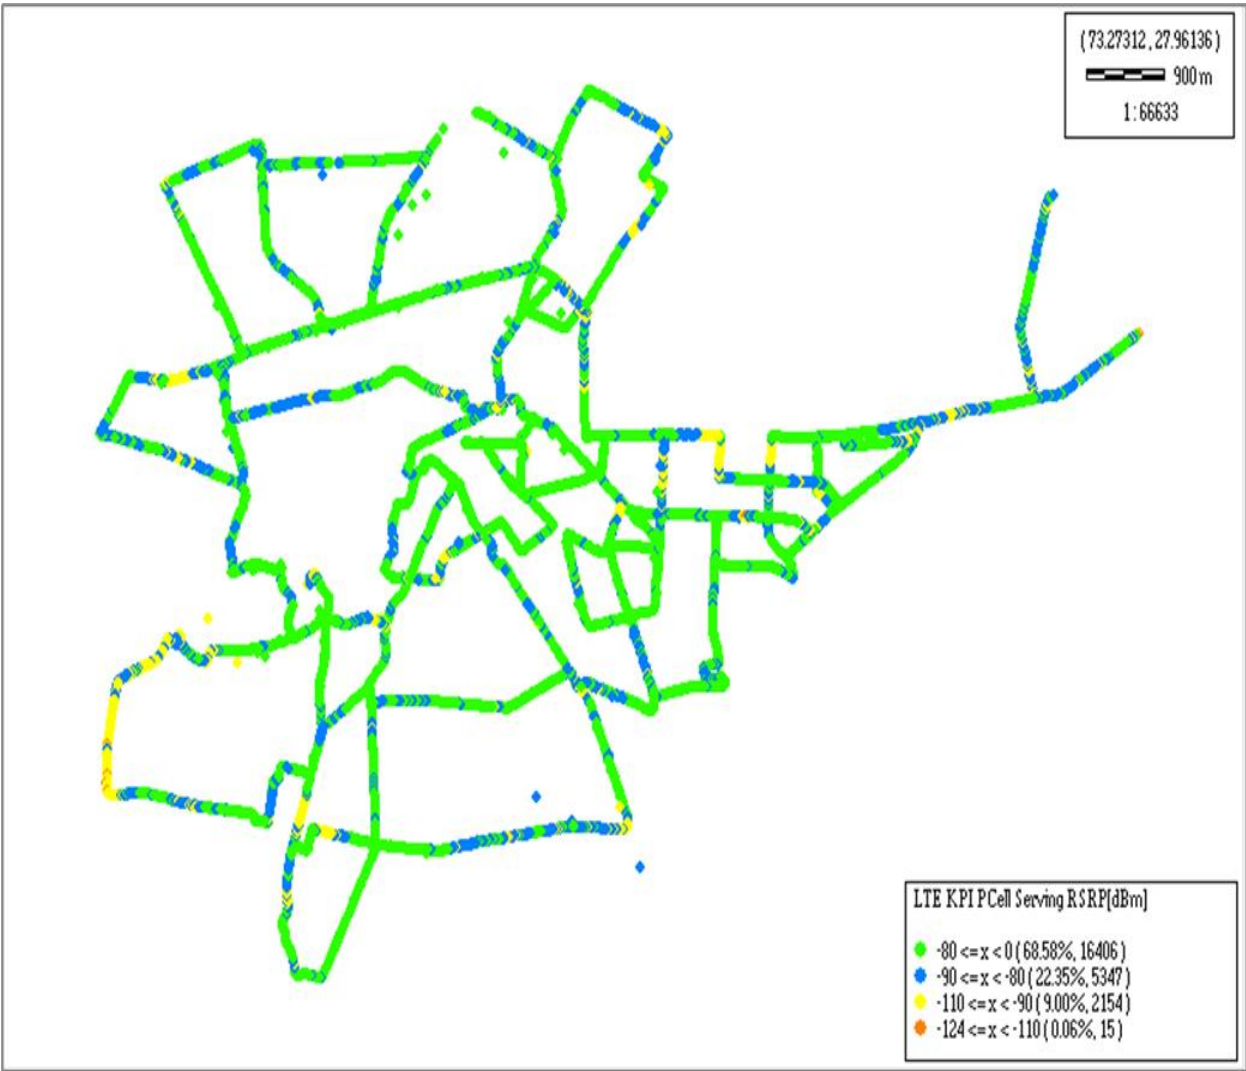 (73.27312, 27.96136)
900 m
1: 66633
LTE KPI PCell Serving RSRP[dBm]
-80 <= x < 0 ( 68.58%, 16406 )
-90 <= x < -80 ( 22.35%, 5347 )
-110 <= x < -90 ( 9.00%, 2154 )
-124 <= x < -110 ( 0.06%, 15 )